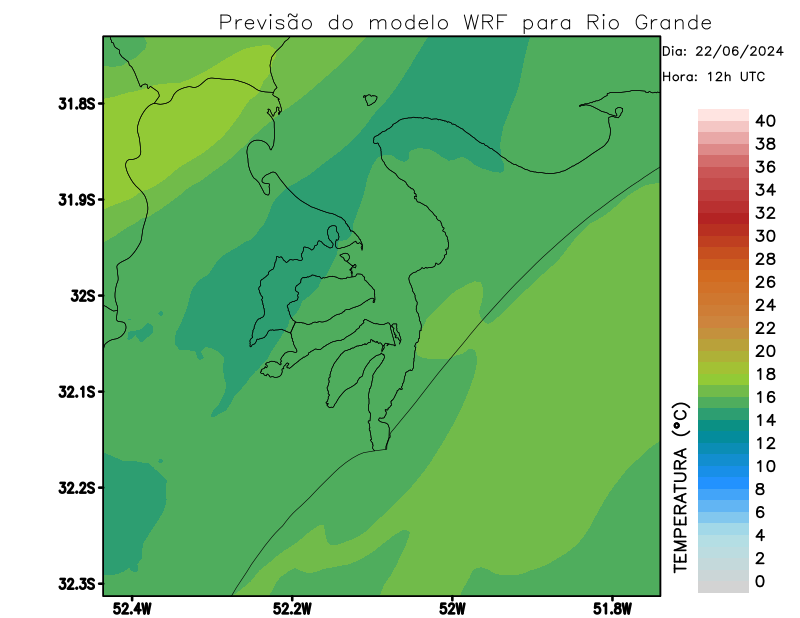 Previsão do modelo WRF para Rio Grande
Dia: 22/06/2024
Hora: 12h UTC
31.8S
31.9S
32S
32.1S
32.2S
32.3S
52.4W
52.2W
52W
51.8W
TEMPERATURA (°C)
40
38
36
34
32
30
28
26
24
22
20
18
16
14
12
10
8
6
4
2
0